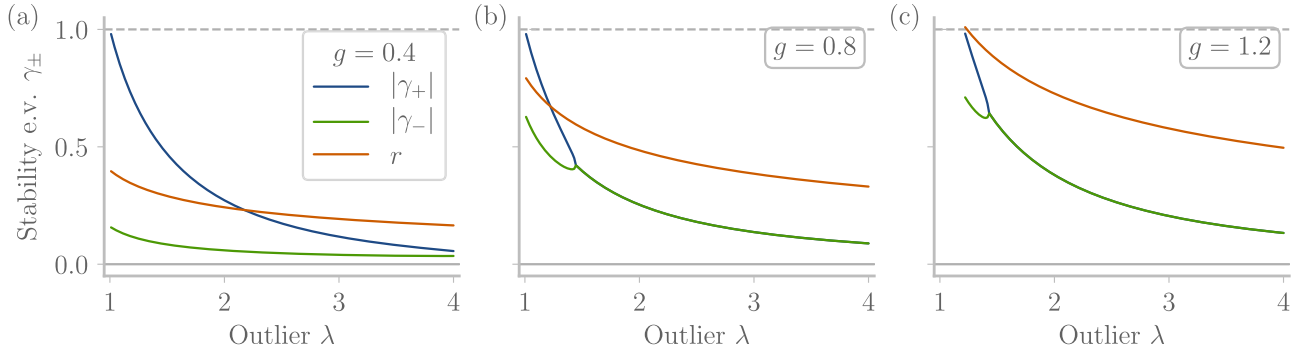 (a)
Stability e.v. γ±
1.0
0.5
0.0
g = 0.4
|γ+|
|γ−|
r
1 2 3 4
Outlier λ
(b)
g = 0.8
1 2 3 4
Outlier λ
(c)
g = 1.2
1 2 3 4
Outlier λ